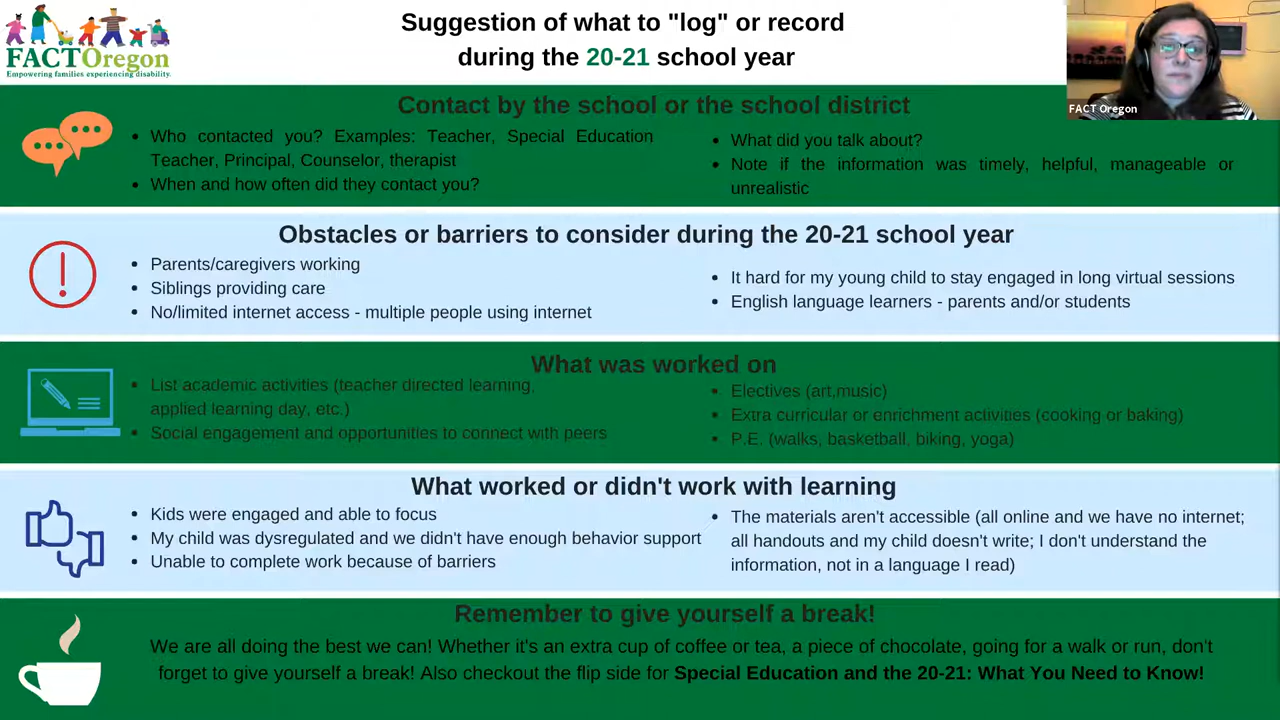 FACTOregon
Empowering families experiencing disability.
Suggestion of what to "log" or record
during the 20-21 school year
FACT Oregon
Contact by the school or the school district
• Who contacted you? Examples: Teacher, Special Education
Teacher, Principal, Counselor, therapist
• When and how often did they contact you?
• What did you talk about?
• Note if the information was timely, helpful, manageable or
unrealistic
Obstacles or barriers to consider during the 20-21 school year
• Parents/caregivers working
• Siblings providing care
• No/limited internet access - multiple people using internet
• It hard for my young child to stay engaged in long virtual sessions
• English language learners - parents and/or students
What was worked on
• List academic activities (teacher directed learning,
applied learning day, etc.)
• Social engagement and opportunities to connect with peers
• Electives (art,music)
• Extra curricular or enrichment activities (cooking or baking)
• P.E. (walks, basketball, biking, yoga)
What worked or didn't work with learning
• Kids were engaged and able to focus
• My child was dysregulated and we didn't have enough behavior support
• Unable to complete work because of barriers
• The materials aren't accessible (all online and we have no internet;
all handouts and my child doesn't write; I don't understand the
information, not in a language I read)
Remember to give yourself a break!
We are all doing the best we can! Whether it's an extra cup of coffee or tea, a piece of chocolate, going for a walk or run, don't
forget to give yourself a break! Also checkout the flip side for Special Education and the 20-21: What You Need to Know!